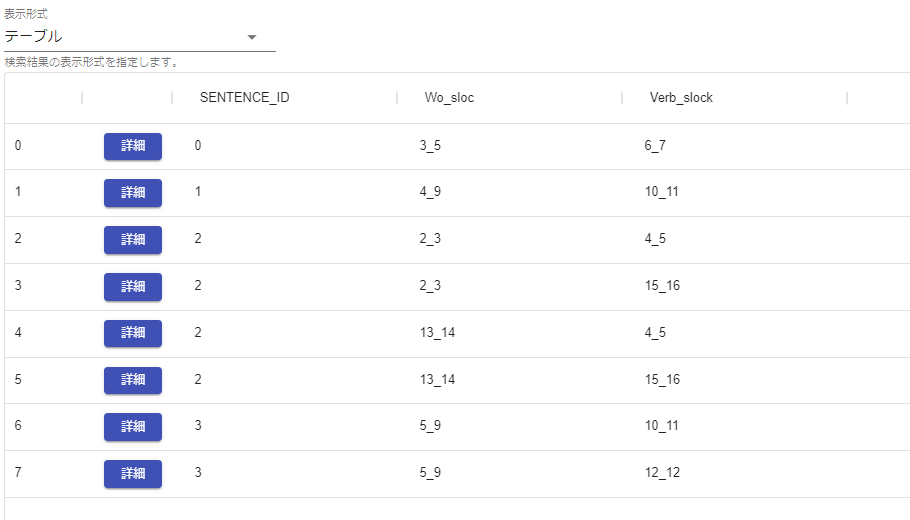 表示形式
テーブル
検索結果の表示形式を指定します。
SENTENCE_ID Wo_sloc Verb_slock
0 詳細 0 3_5 6_7
1 詳細 1 4_9 10_11
2 詳細 2 2_3 4_5
3 詳細 2 2_3 15_16
4 詳細 2 13_14 4_5
5 詳細 2 13_14 15_16
6 詳細 3 5_9 10_11
7 詳細 3 5_9 12_12